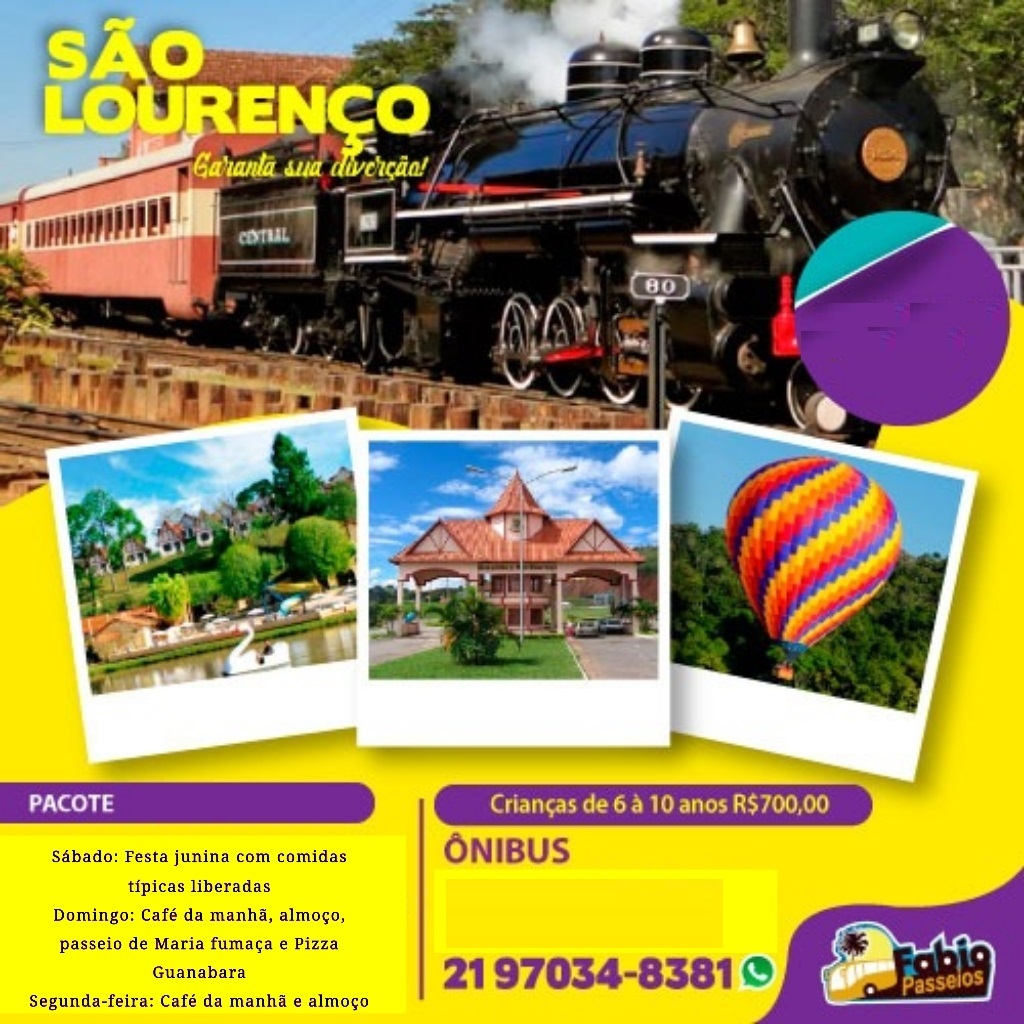 SÃO
LOURENÇO
Garanta sua diverção!
CENTRAL
80
PACOTE
Crianças de 6 à 10 anos R$700,00
Sábado: Festa junina com comidas
típicas liberadas
Domingo: Café da manhã, almoço,
passeio de Maria fumaça e Pizza
Guanabara
Segunda-feira: Café da manhã e almoço
ÔNIBUS
21 97034-8381
Fabio
Passeios